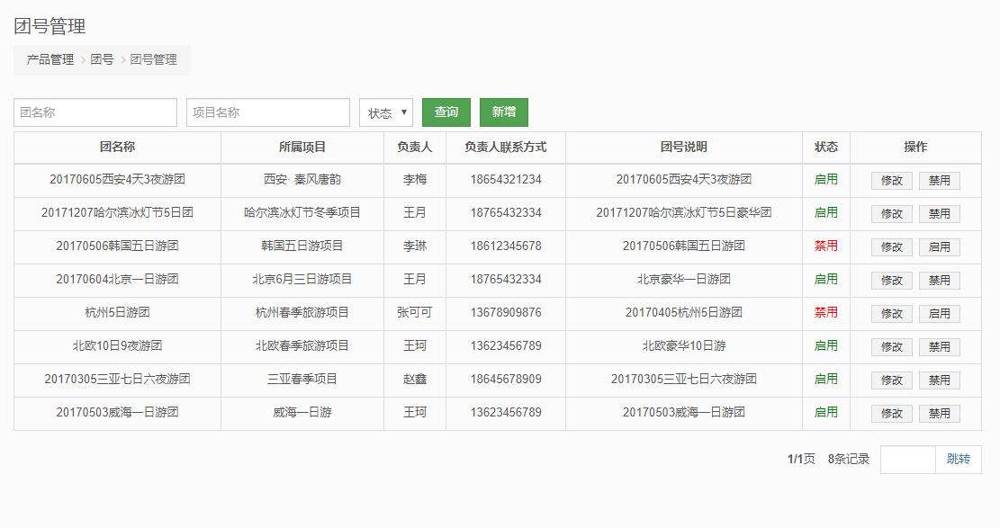 团号管理
产品管理 > 团号 > 团号管理
团名称 项目名称 状态 ▼ 查询 新增
团名称 所属项目 负责人 负责人联系方式 团号说明 状态 操作
20170605西安4天3夜游团 西安· 秦风唐韵 李梅 18654321234 20170605西安4天3夜游团 启用 修改 禁用
20171207哈尔滨冰灯节5日团 哈尔滨冰灯节冬季项目 王月 18765432334 20171207哈尔滨冰灯节5日豪华团 启用 修改 禁用
20170506韩国五日游团 韩国五日游项目 李琳 18612345678 20170506韩国五日游团 禁用 修改 启用
20170604北京一日游团 北京6月三日游项目 王月 18765432334 北京豪华一日游团 启用 修改 禁用
杭州5日游团 杭州春季旅游项目 张可可 13678909876 20170405杭州5日游团 禁用 修改 启用
北欧10日9夜游团 北欧春季旅游项目 王珂 13623456789 北欧豪华10日游 启用 修改 禁用
20170305三亚七日六夜游团 三亚春季项目 赵鑫 18645678909 20170305三亚七日六夜游团 启用 修改 禁用
20170503威海一日游团 威海一日游 王珂 13623456789 20170503威海一日游团 启用 修改 禁用
1/1页 8条记录 跳转